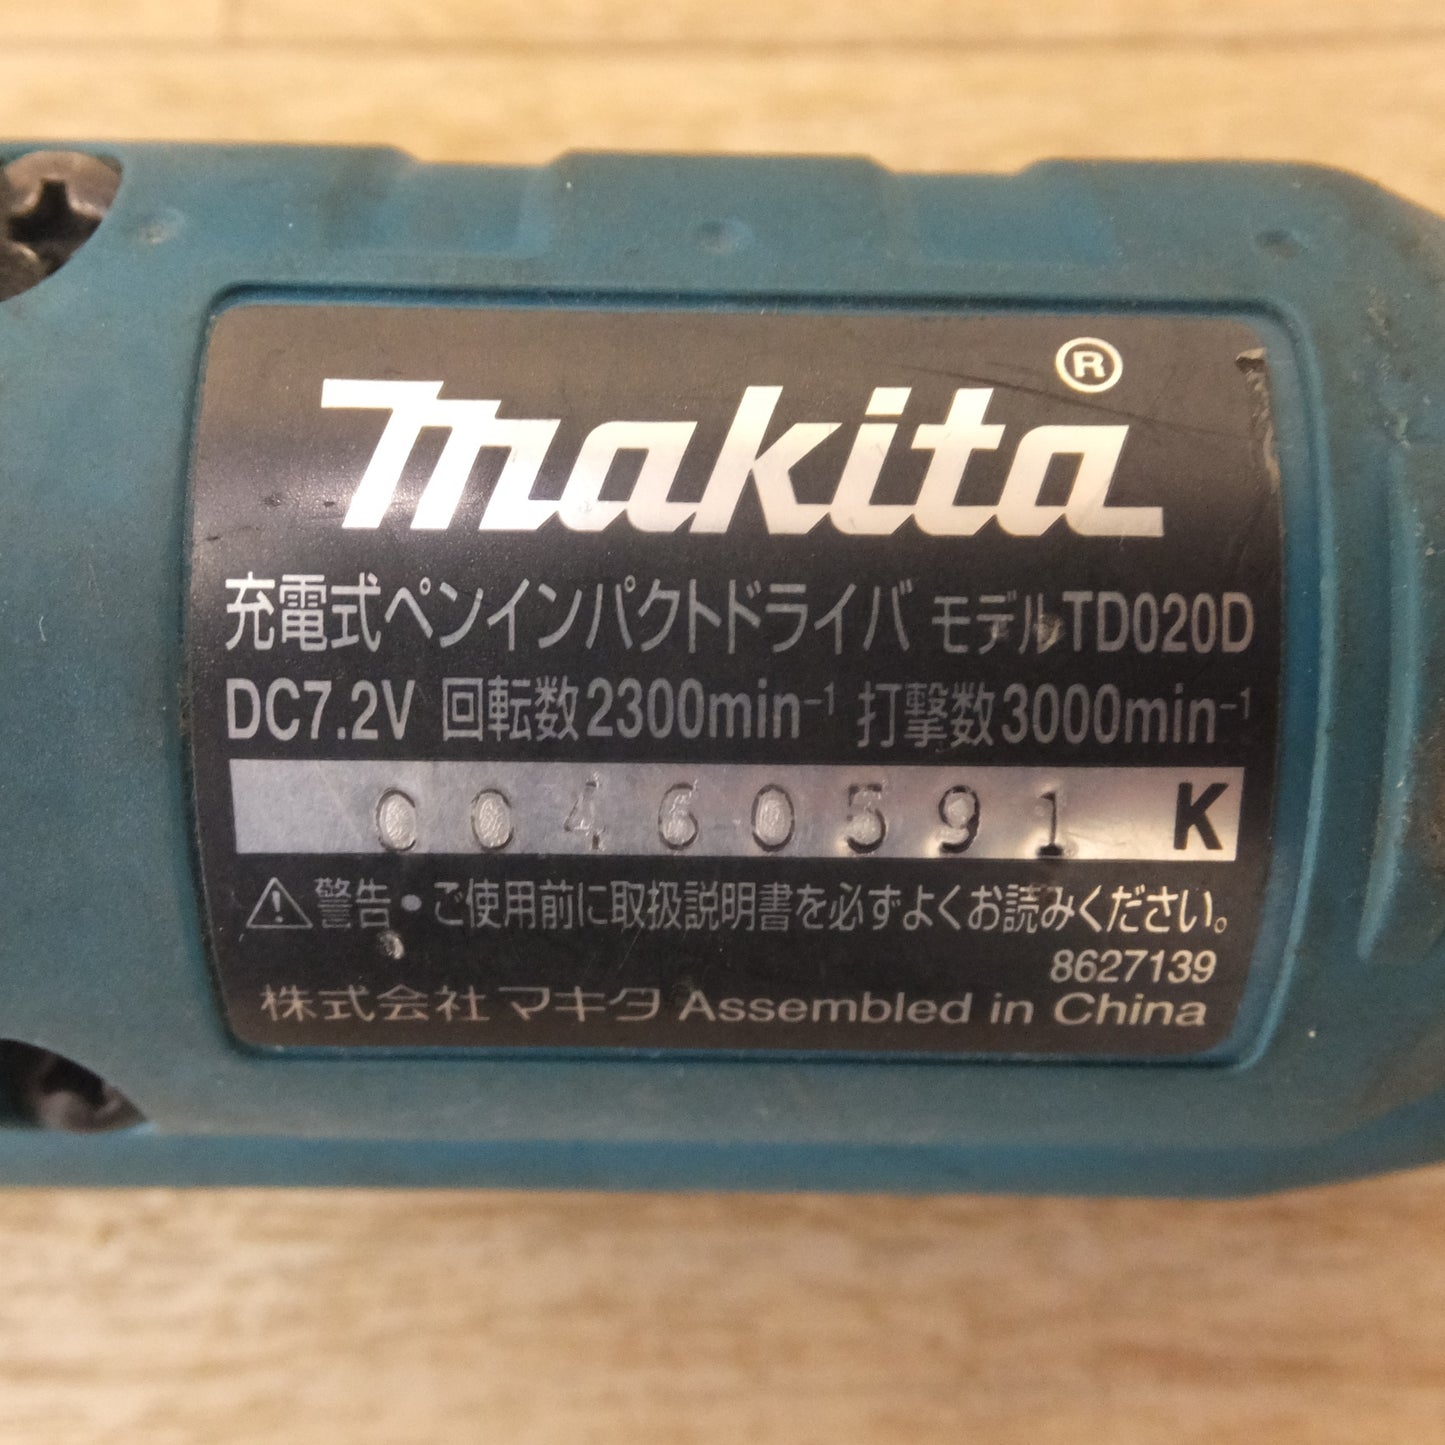 makita®
充電式ペンインパクトドライバ モデルTD020D
DC7.2V 回転数2300min⁻¹ 打撃数3000min⁻¹
00460591 K
⚠警告・ご使用前に取扱説明書を必ずよくお読みください。
8627139
株式会社 マキタ Assembled in China